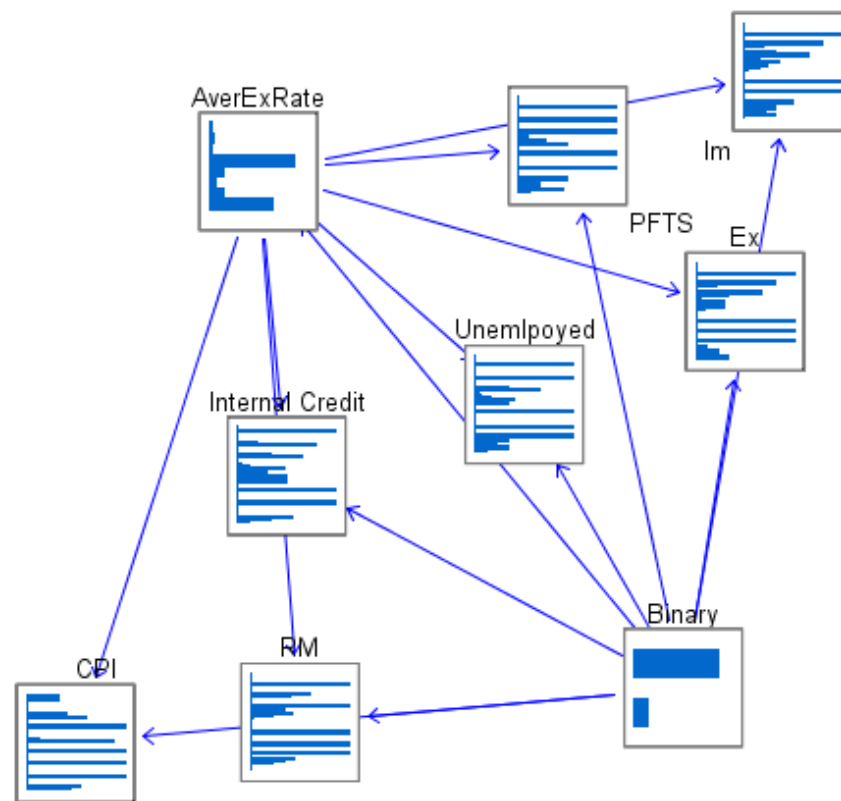 AverExRate
Im
PFTS
Ex
Unemlpoyed
Internal Credit
Binary
RM
CPI